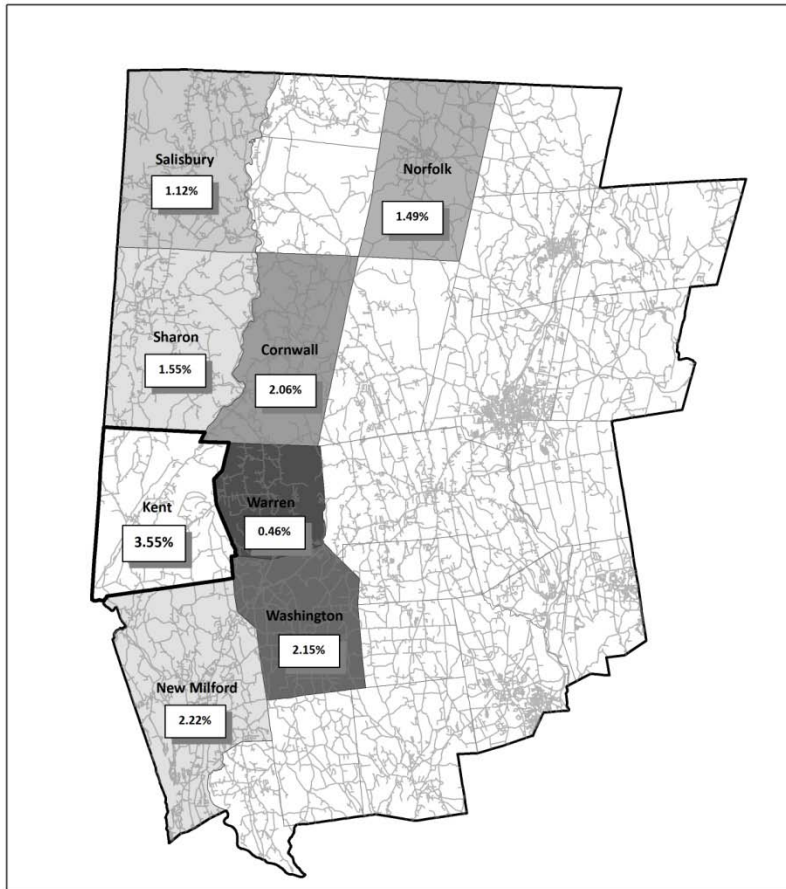 Salisbury
1.12%
Norfolk
1.49%
Sharon
1.55%
Cornwall
2.06%
Kent
3.55%
Warren
0.46%
Washington
2.15%
New Milford
2.22%